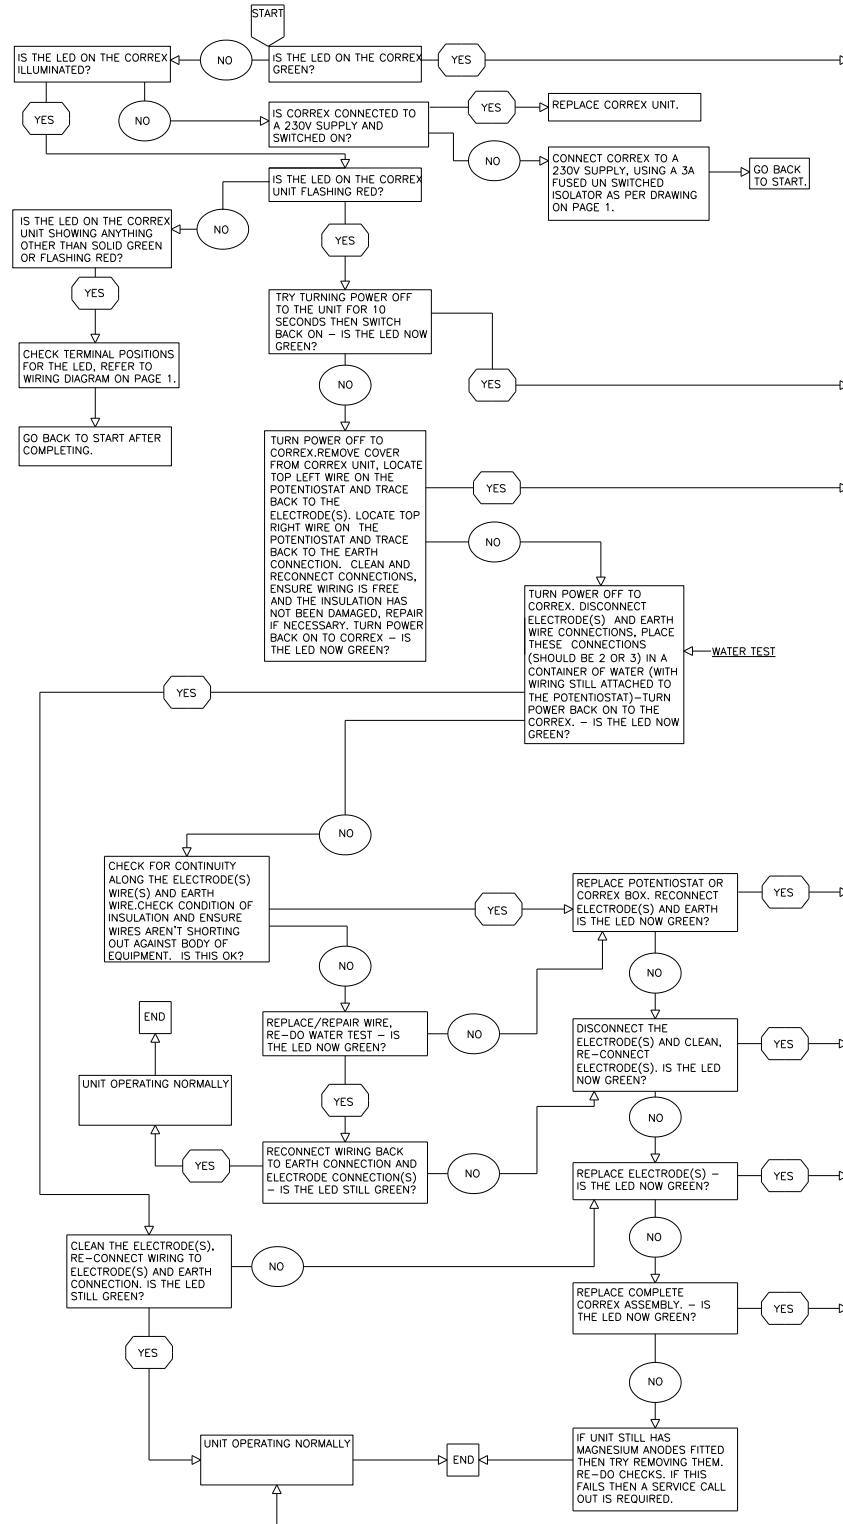 START
IS THE LED ON THE CORREX
ILLUMINATED?
NO
IS THE LED ON THE CORREX
GREEN?
YES
YES
NO
IS CORREX CONNECTED TO
A 230V SUPPLY AND
SWITCHED ON?
YES
REPLACE CORREX UNIT.
NO
CONNECT CORREX TO A
230V SUPPLY, USING A 3A
FUSED UN SWITCHED
ISOLATOR AS PER DRAWING
ON PAGE 1.
GO BACK
TO START.
IS THE LED ON THE CORREX
UNIT FLASHING RED?
NO
IS THE LED ON THE CORREX
UNIT SHOWING ANYTHING
OTHER THAN SOLID GREEN
OR FLASHING RED?
YES
YES
TRY TURNING POWER OFF
TO THE UNIT FOR 10
SECONDS THEN SWITCH
BACK ON – IS THE LED NOW
GREEN?
CHECK TERMINAL POSITIONS
FOR THE LED, REFER TO
WIRING DIAGRAM ON PAGE 1.
NO
YES
GO BACK TO START AFTER
COMPLETING.
TURN POWER OFF TO
CORREX.REMOVE COVER
FROM CORREX UNIT, LOCATE
TOP LEFT WIRE ON THE
POTENTIOSTAT AND TRACE
BACK TO THE
ELECTRODE(S). LOCATE TOP
RIGHT WIRE ON THE
POTENTIOSTAT AND TRACE
BACK TO THE EARTH
CONNECTION. CLEAN AND
RECONNECT CONNECTIONS,
ENSURE WIRING IS FREE
AND THE INSULATION HAS
NOT BEEN DAMAGED, REPAIR
IF NECESSARY. TURN POWER
BACK ON TO CORREX – IS
THE LED NOW GREEN?
YES
NO
TURN POWER OFF TO
CORREX. DISCONNECT
ELECTRODE(S) AND EARTH
WIRE CONNECTIONS, PLACE
THESE CONNECTIONS
(SHOULD BE 2 OR 3) IN A
CONTAINER OF WATER (WITH
WIRING STILL ATTACHED TO
THE POTENTIOSTAT)–TURN
POWER BACK ON TO THE
CORREX. – IS THE LED NOW
GREEN?
WATER TEST
YES
NO
CHECK FOR CONTINUITY
ALONG THE ELECTRODE(S)
WIRE(S) AND EARTH
WIRE.CHECK CONDITION OF
INSULATION AND ENSURE
WIRES AREN'T SHORTING
OUT AGAINST BODY OF
EQUIPMENT. IS THIS OK?
YES
REPLACE POTENTIOSTAT OR
CORREX BOX. RECONNECT
ELECTRODE(S) AND EARTH
IS THE LED NOW GREEN?
YES
NO
NO
END
REPLACE/REPAIR WIRE,
RE-DO WATER TEST – IS
THE LED NOW GREEN?
NO
DISCONNECT THE
ELECTRODE(S) AND CLEAN,
RE-CONNECT
ELECTRODE(S). IS THE LED
NOW GREEN?
YES
UNIT OPERATING NORMALLY
YES
NO
YES
RECONNECT WIRING BACK
TO EARTH CONNECTION AND
ELECTRODE CONNECTION(S)
– IS THE LED STILL GREEN?
NO
REPLACE ELECTRODE(S) –
IS THE LED NOW GREEN?
YES
NO
CLEAN THE ELECTRODE(S),
RE-CONNECT WIRING TO
ELECTRODE(S) AND EARTH
CONNECTION. IS THE LED
STILL GREEN?
NO
REPLACE COMPLETE
CORREX ASSEMBLY. – IS
THE LED NOW GREEN?
YES
YES
NO
UNIT OPERATING NORMALLY
END
IF UNIT STILL HAS
MAGNESIUM ANODES FITTED
THEN TRY REMOVING THEM.
RE-DO CHECKS. IF THIS
FAILS THEN A SERVICE CALL
OUT IS REQUIRED.